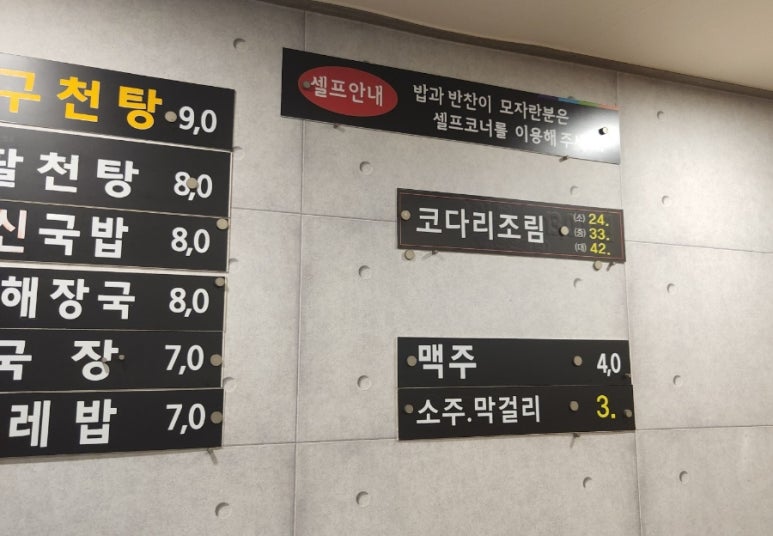 구천탕 9,0
달천탕 8,0
신국밥 8,0
해장국 8,0
국장 7,0
레밥 7,0
셀프안내
밥과 반찬이 모자란분은
셀프코너를 이용해 주
코다리조림
(소) 24.
(중) 33.
(대) 42.
맥주 4,0
소주.막걸리 3.